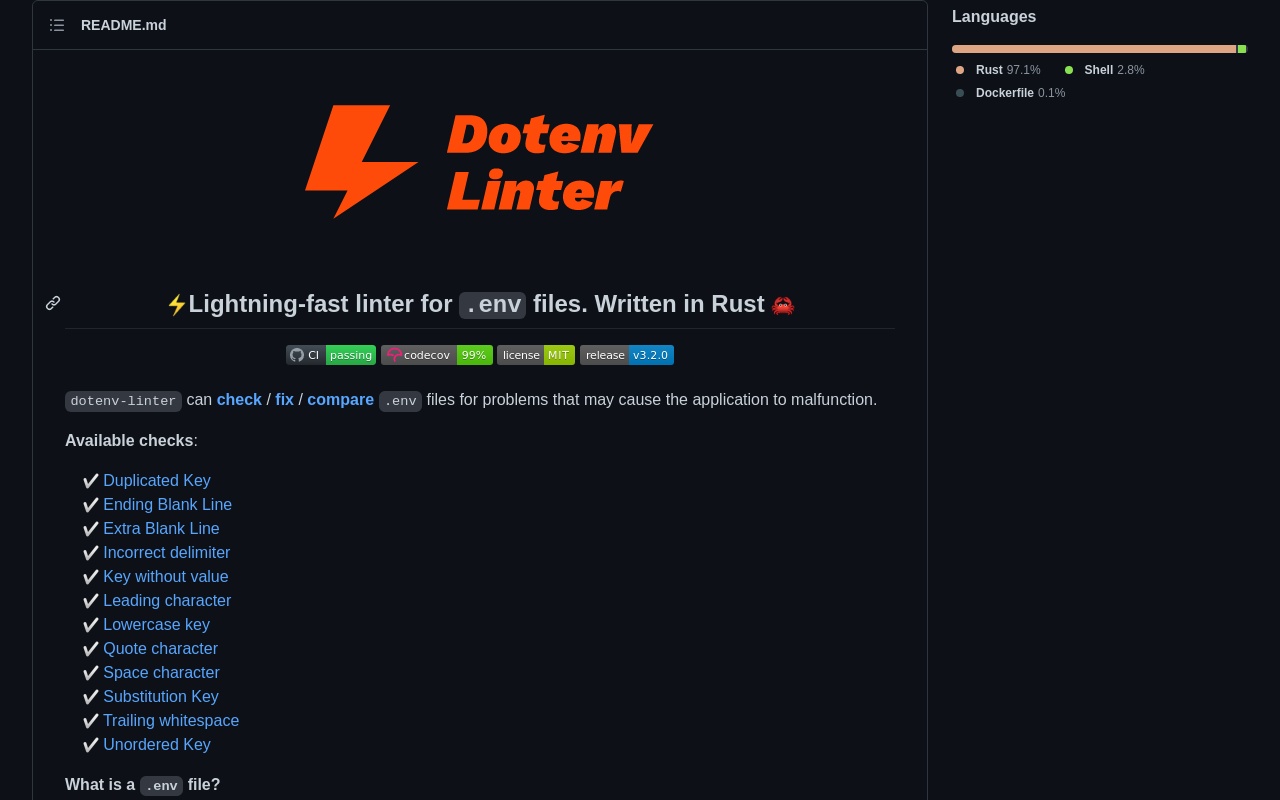 README.md
Dotenv
Linter
⚡Lightning-fast linter for .env files. Written in Rust 🦀
CI passing codecov 99% license MIT release v3.2.0
dotenv-linter can check / fix / compare .env files for problems that may cause the application to malfunction.
Available checks:
✔ Duplicated Key
✔ Ending Blank Line
✔ Extra Blank Line
✔ Incorrect delimiter
✔ Key without value
✔ Leading character
✔ Lowercase key
✔ Quote character
✔ Space character
✔ Substitution Key
✔ Trailing whitespace
✔ Unordered Key
What is a .env file?
Languages
Rust 97.1% Shell 2.8%
Dockerfile 0.1%